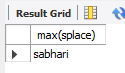 Result Grid
max(splace)
sabhari